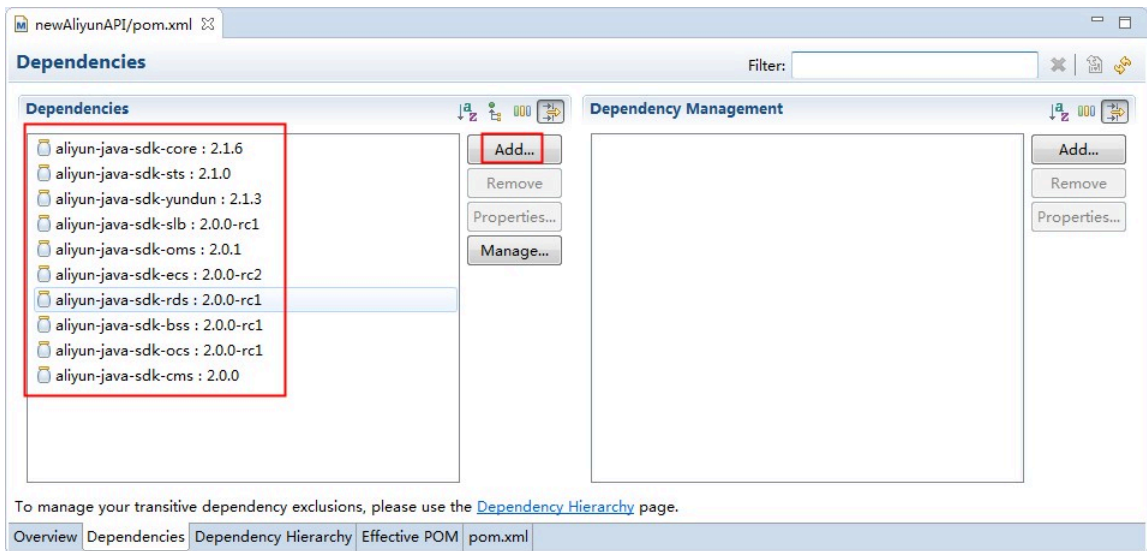 newAliyunAPI/pom.xml
Dependencies
Filter:
Dependencies
aliyun-java-sdk-core : 2.1.6
aliyun-java-sdk-sts : 2.1.0
aliyun-java-sdk-yundun : 2.1.3
aliyun-java-sdk-slb : 2.0.0-rc1
aliyun-java-sdk-oms : 2.0.1
aliyun-java-sdk-ecs : 2.0.0-rc2
aliyun-java-sdk-rds : 2.0.0-rc1
aliyun-java-sdk-bss : 2.0.0-rc1
aliyun-java-sdk-ocs : 2.0.0-rc1
aliyun-java-sdk-cms : 2.0.0
Add...
Remove
Properties...
Manage...
Dependency Management
Add...
Remove
Properties...
To manage your transitive dependency exclusions, please use the Dependency Hierarchy page.
Overview Dependencies Dependency Hierarchy Effective POM pom.xml